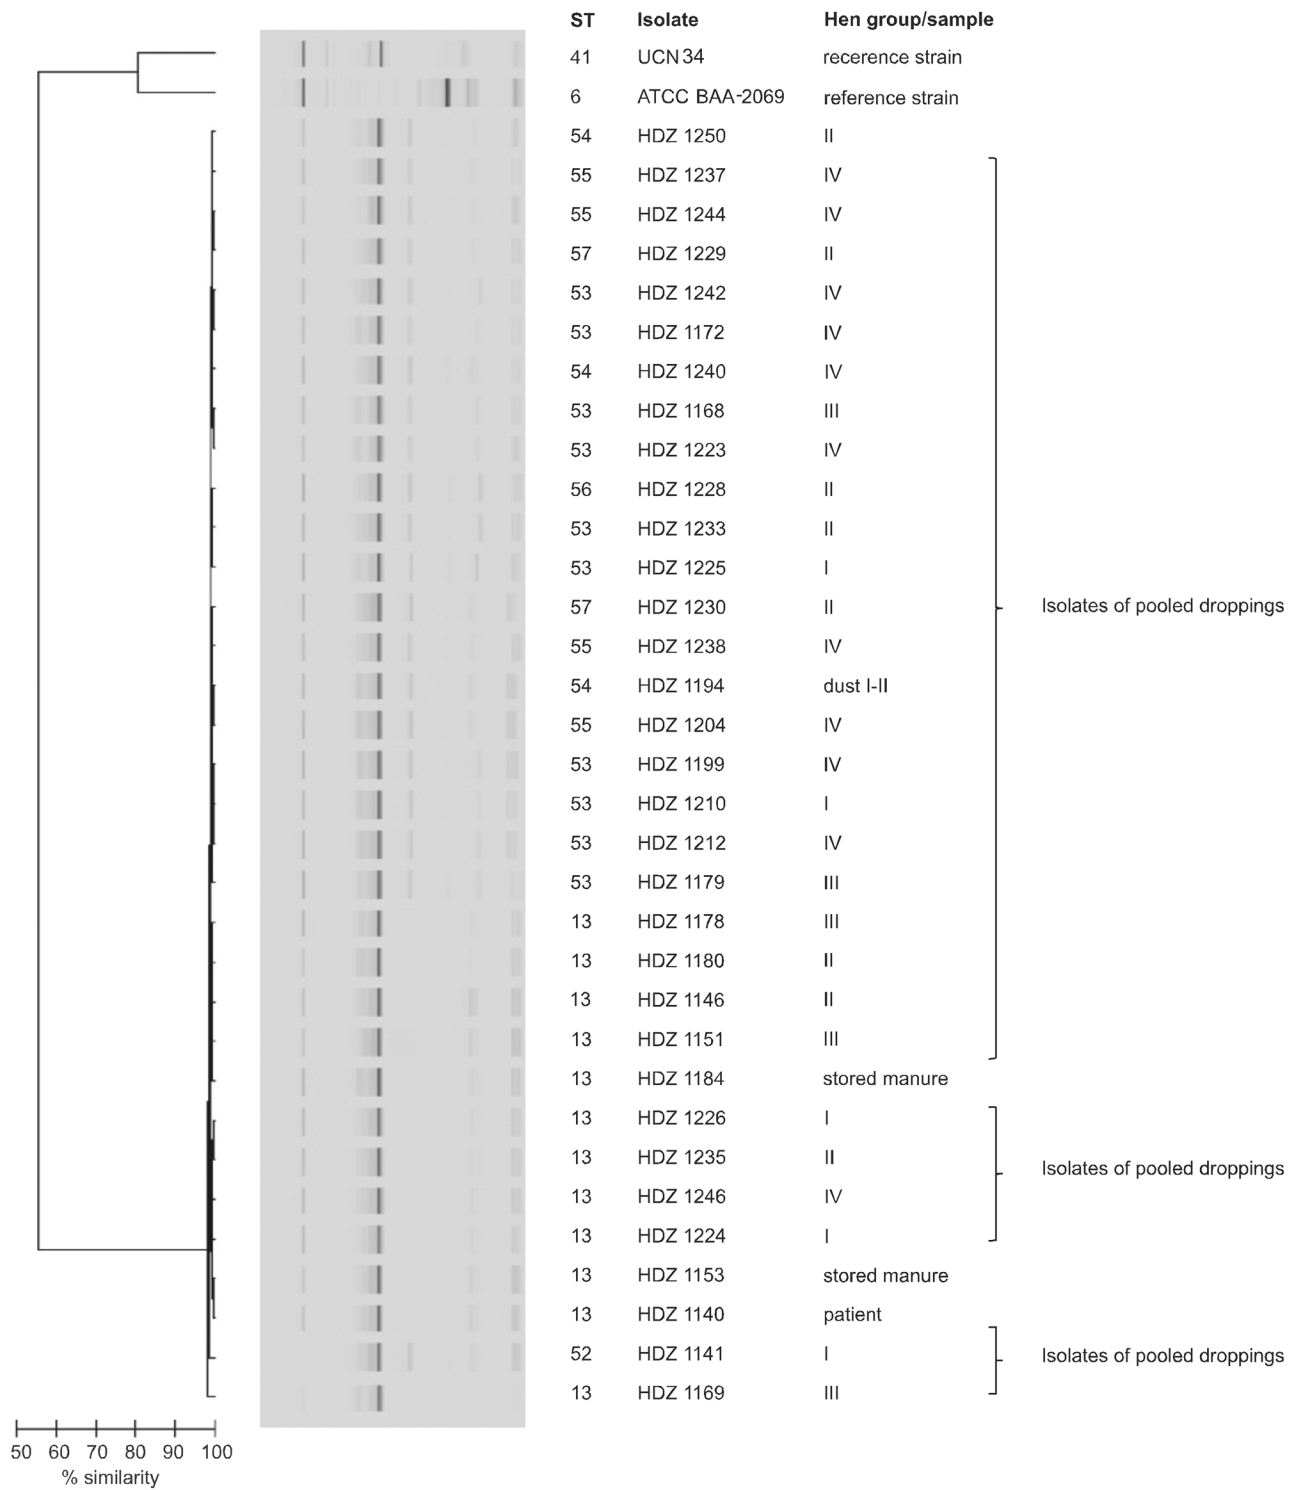 ST Isolate Hen group/sample
41 UCN 34 recerence strain
6 ATCC BAA-2069 reference strain
54 HDZ 1250 II
55 HDZ 1237 IV
55 HDZ 1244 IV
57 HDZ 1229 II
53 HDZ 1242 IV
53 HDZ 1172 IV
54 HDZ 1240 IV
53 HDZ 1168 III
53 HDZ 1223 IV
56 HDZ 1228 II
53 HDZ 1233 II
53 HDZ 1225 I
57 HDZ 1230 II Isolates of pooled droppings
55 HDZ 1238 IV
54 HDZ 1194 dust I-II
55 HDZ 1204 IV
53 HDZ 1199 IV
53 HDZ 1210 I
53 HDZ 1212 IV
53 HDZ 1179 III
13 HDZ 1178 III
13 HDZ 1180 II
13 HDZ 1146 II
13 HDZ 1151 III
13 HDZ 1184 stored manure
13 HDZ 1226 I
13 HDZ 1235 II Isolates of pooled droppings
13 HDZ 1246 IV
13 HDZ 1224 I
13 HDZ 1153 stored manure
13 HDZ 1140 patient
52 HDZ 1141 I Isolates of pooled droppings
13 HDZ 1169 III
50 60 70 80 90 100
% similarity